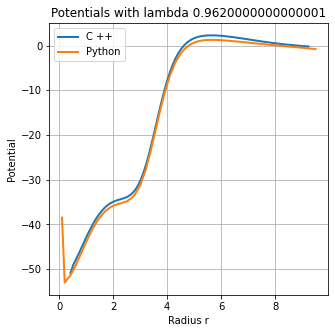 Potentials with lambda 0.9620000000000001
C ++
Python
0
−10
−20
−30
−40
−50
Potential
0 2 4 6 8
Radius r